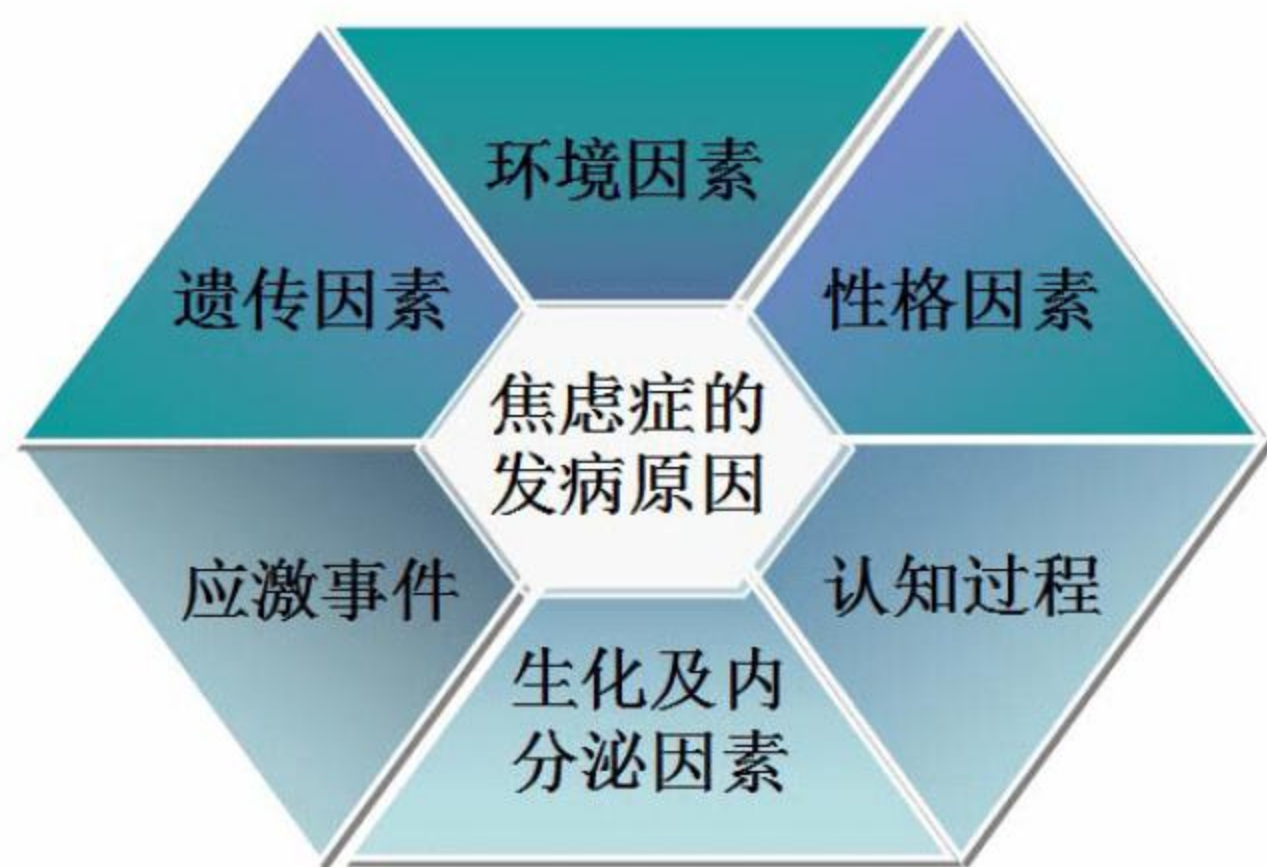 环境因素
遗传因素
性格因素
焦虑症的
发病原因
应激事件
认知过程
生化及内
分泌因素